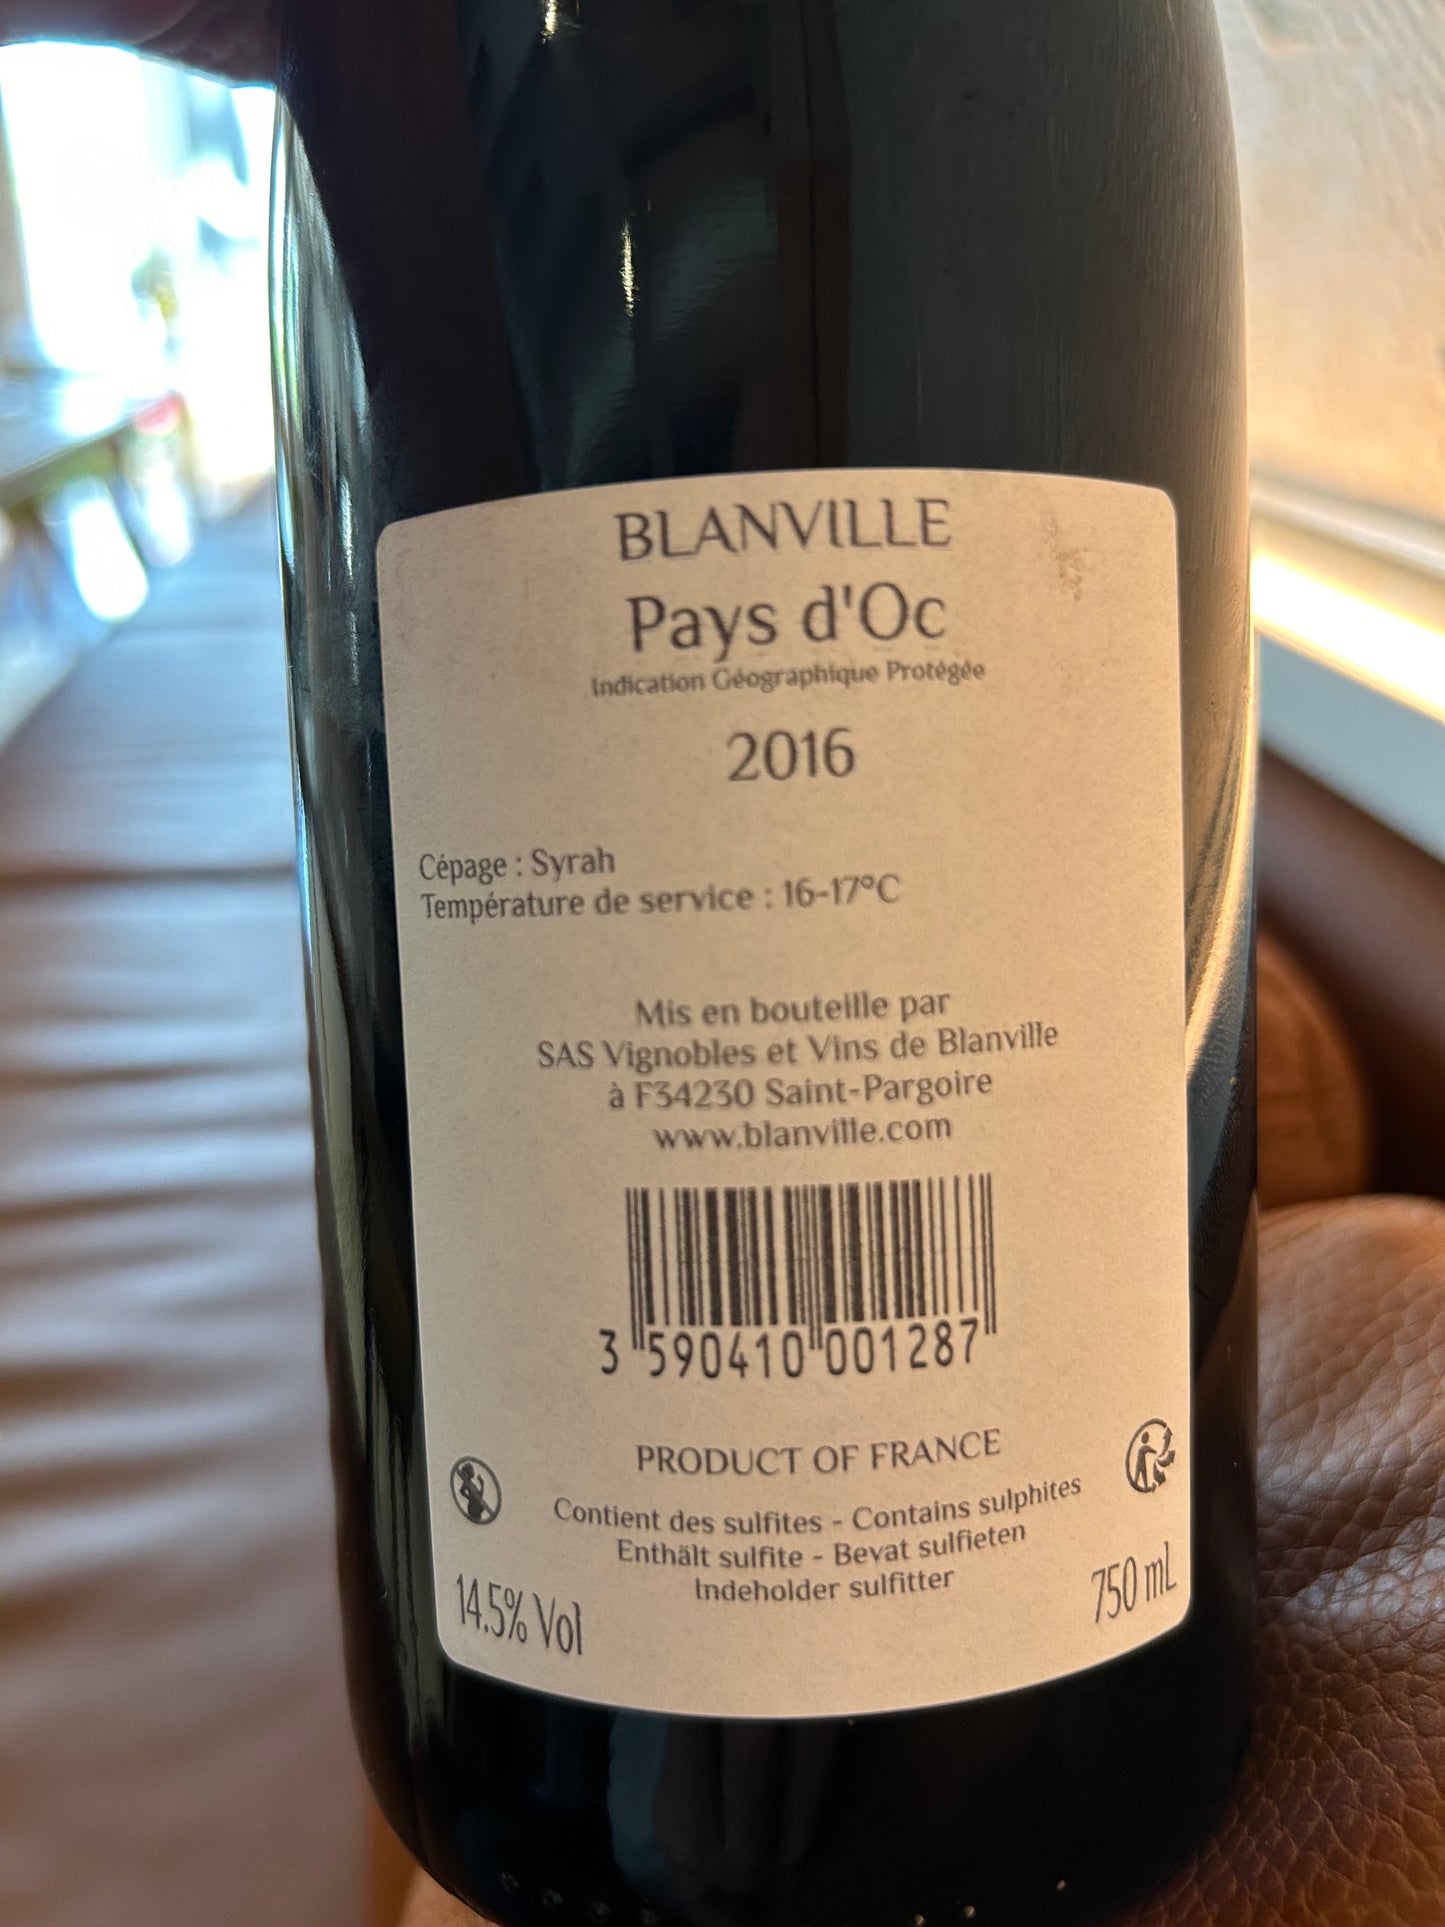 BLANVILLE
Pays d'Oc
Indication Géographique Protégée
2016
Cépage : Syrah
Température de service : 16-17°C
Mis en bouteille par
SAS Vignobles et Vins de Blanville
à F34230 Saint-Pargoire
www.blanville.com
3 590410 001287
PRODUCT OF FRANCE
Contient des sulfites - Contains sulphites
Enthält sulfite - Bevat sulfieten
Indeholder sulfitter
14.5% Vol
750 mL